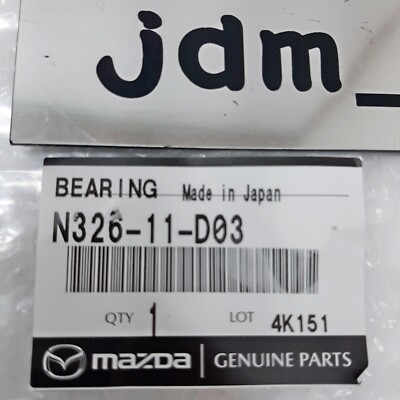 jdm_
BEARING Made in Japan
N326-11-D03
QTY 1 LOT 4K151
mazda GENUINE PARTS